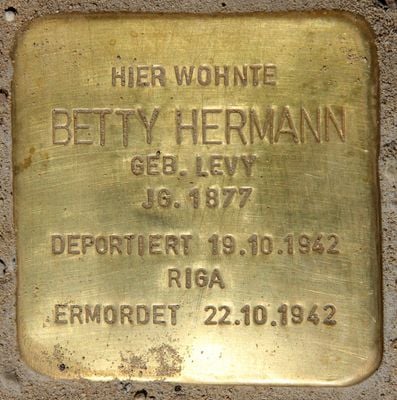 HIER WOHNTE
BETTY HERMANN
GEB. LEVY
JG. 1877
DEPORTIERT 19.10.1942
RIGA
ERMORDET 22.10.1942